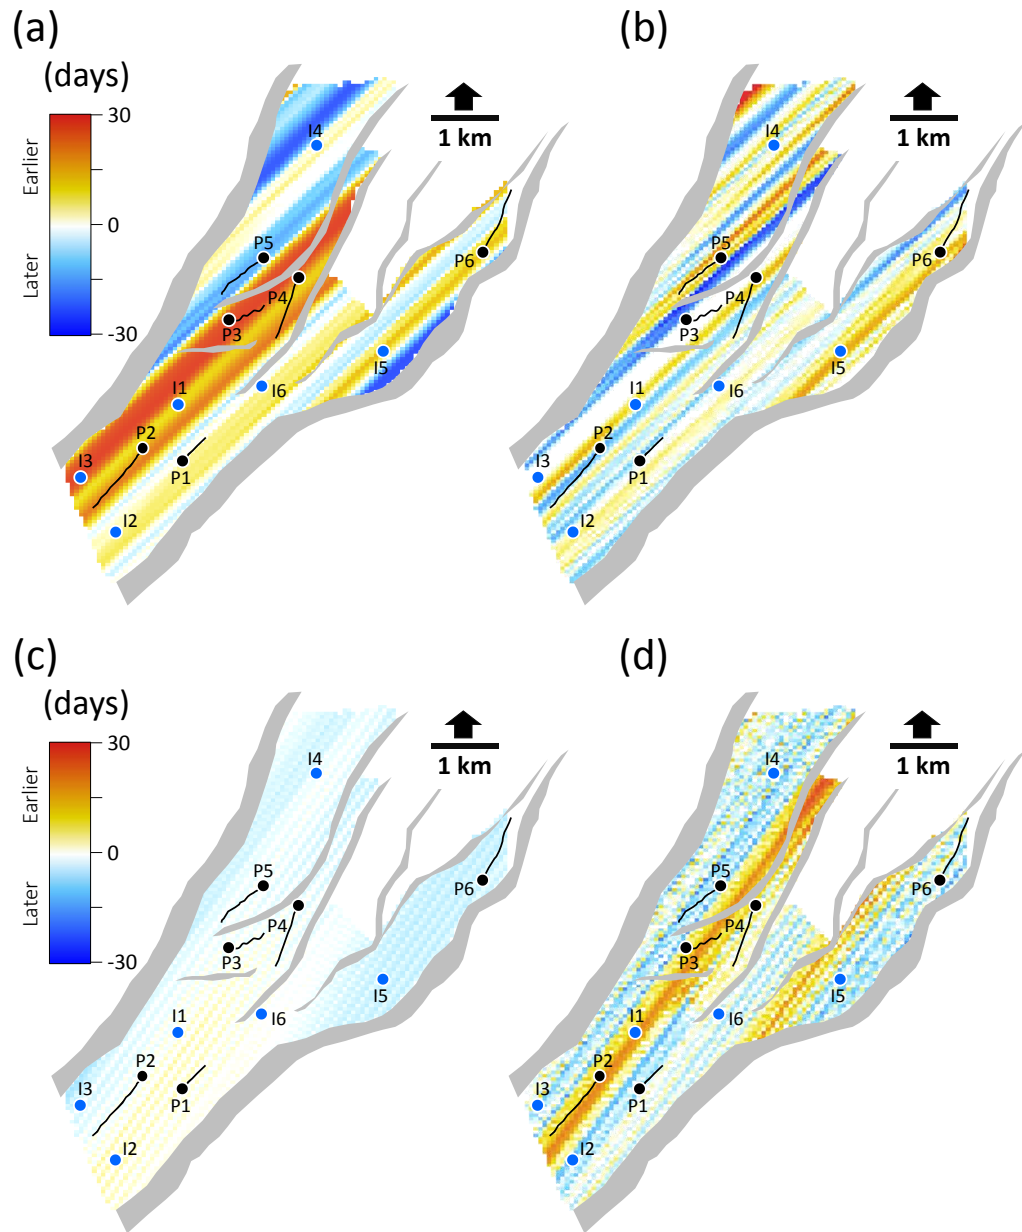 (a)
(days)
30
0
-30
Earlier
Later
1 km
I4
P5
P6
P4
P3
I5
I1
I6
P2
I3
P1
I2
(b)
1 km
I4
P5
P6
P4
P3
I5
I1
I6
P2
I3
P1
I2
(c)
(days)
30
0
-30
Earlier
Later
1 km
I4
P5
P6
P4
P3
I5
I1
I6
P2
I3
P1
I2
(d)
1 km
I4
P5
P6
P4
P3
I5
I1
I6
P2
I3
P1
I2